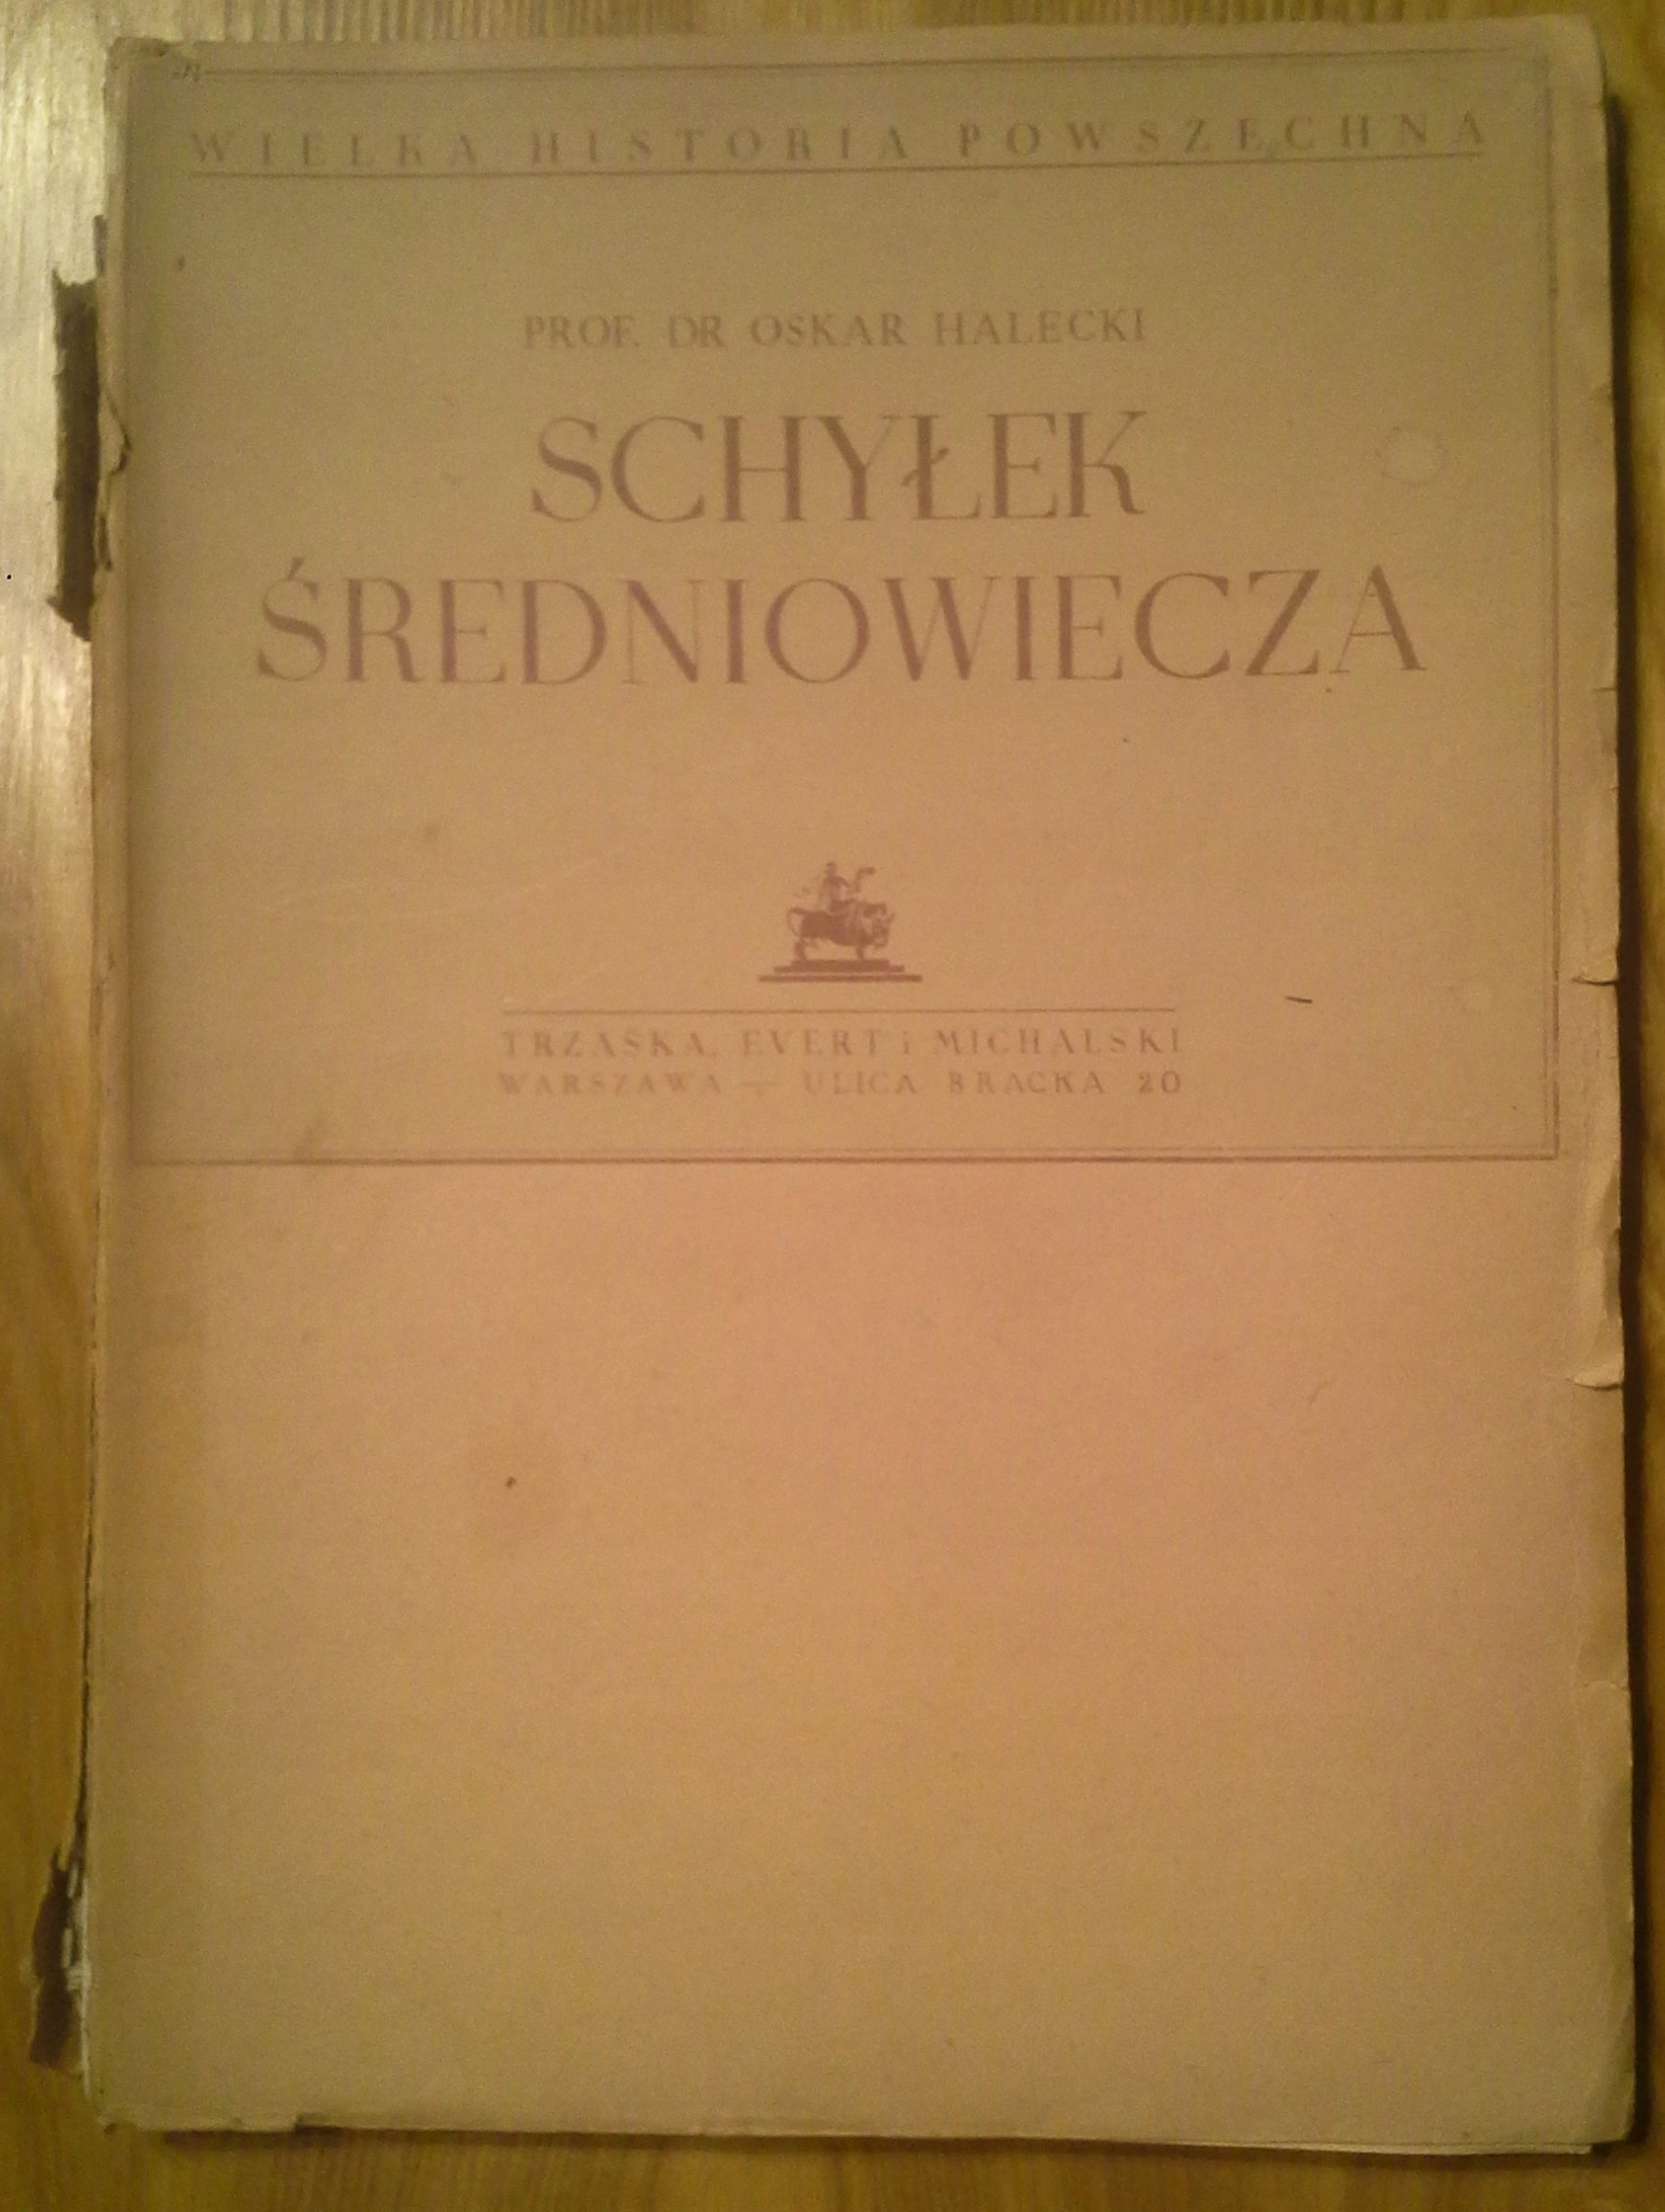 WIELKA HISTORIA POWSZECHNA
PROF. DR OSKAR HALECKI
SCHYŁEK
ŚREDNIOWIECZA
TRZASKA, EVERT i MICHALSKI
WARSZAWA — ULICA BRACKA 20